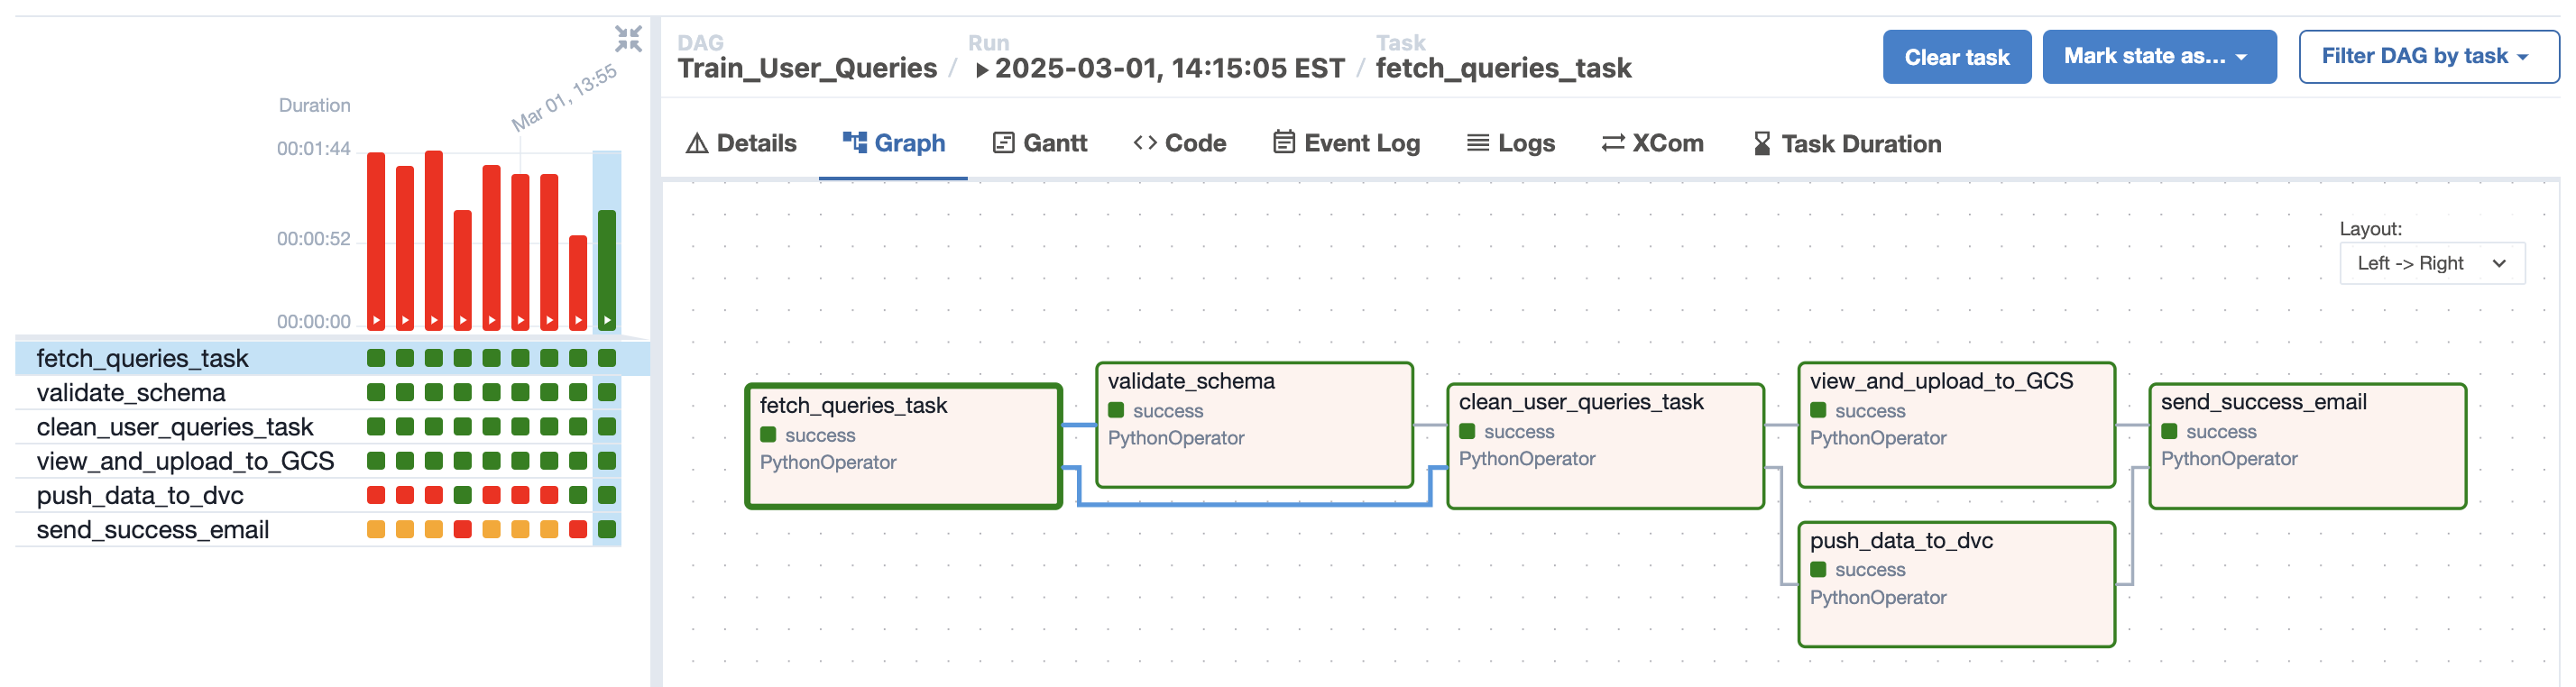 Duration
Mar 01, 13:55
00:01:44
00:00:52
00:00:00
fetch_queries_task
validate_schema
clean_user_queries_task
view_and_upload_to_GCS
push_data_to_dvc
send_success_email
DAG
Train_User_Queries
/
Run
2025-03-01, 14:15:05 EST
/
Task
fetch_queries_task
Clear task
Mark state as...
Filter DAG by task
Details
Graph
Gantt
Code
Event Log
Logs
XCom
Task Duration
Layout:
Left -> Right
fetch_queries_task
success
PythonOperator
validate_schema
success
PythonOperator
clean_user_queries_task
success
PythonOperator
view_and_upload_to_GCS
success
PythonOperator
push_data_to_dvc
success
PythonOperator
send_success_email
success
PythonOperator